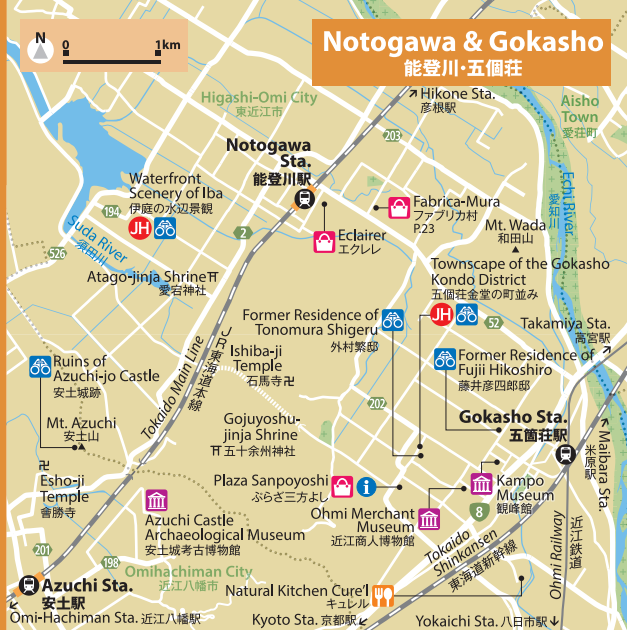 N
0 1km
Notogawa & Gokasho
能登川・五個荘
Hikone Sta.
彦根駅
Higashi-Omi City
東近江市
Aisho
Town
愛荘町
203
Notogawa
Sta.
能登川駅
Waterfront
Scenery of Iba
伊庭の水辺景観
JH
194
Echi River
愛知川
Fabrica-Mura
ファブリカ村
P.23
Mt. Wada
和田山
Suda River
須田川
2
Eclairer
エクレレ
526
Townscape of the Gokasho
Kondo District
五個荘金堂の町並み
JH
Atago-jinja Shrine
愛宕神社
Former Residence of
Tonomura Shigeru
外村繁邸
52
Takamiya Sta.
高宮駅
Tokaido Main Line
JR東海道本線
Ishiba-ji
Temple
石馬寺卍
Former Residence of
Fujii Hikoshiro
藤井彦四郎邸
Ruins of
Azuchi-jo Castle
安土城跡
202
Mt. Azuchi
安土山
Gojuyoshu-
jinja Shrine
五十余州神社
Gokasho Sta.
五箇荘駅
Maibara Sta.
米原駅
卍
Esho-ji
Temple
䑓勝寺
Plaza Sanpoyoshi
ぷらざ三方よし
i
Kampo
Museum
観峰館
Azuchi Castle
Archaeological Museum
安土城考古博物館
Ohmi Merchant
Museum
近江商人博物館
8
Tokaido
Shinkansen
東海道新幹線
Ohmi Railway
近江鉄道
201
198
Omihachiman City
近江八幡市
Azuchi Sta.
安土駅
Natural Kitchen Cure'l
キュレル
Omi-Hachiman Sta. 近江八幡駅
Kyoto Sta. 京都駅
Yokaichi Sta. 八日市駅